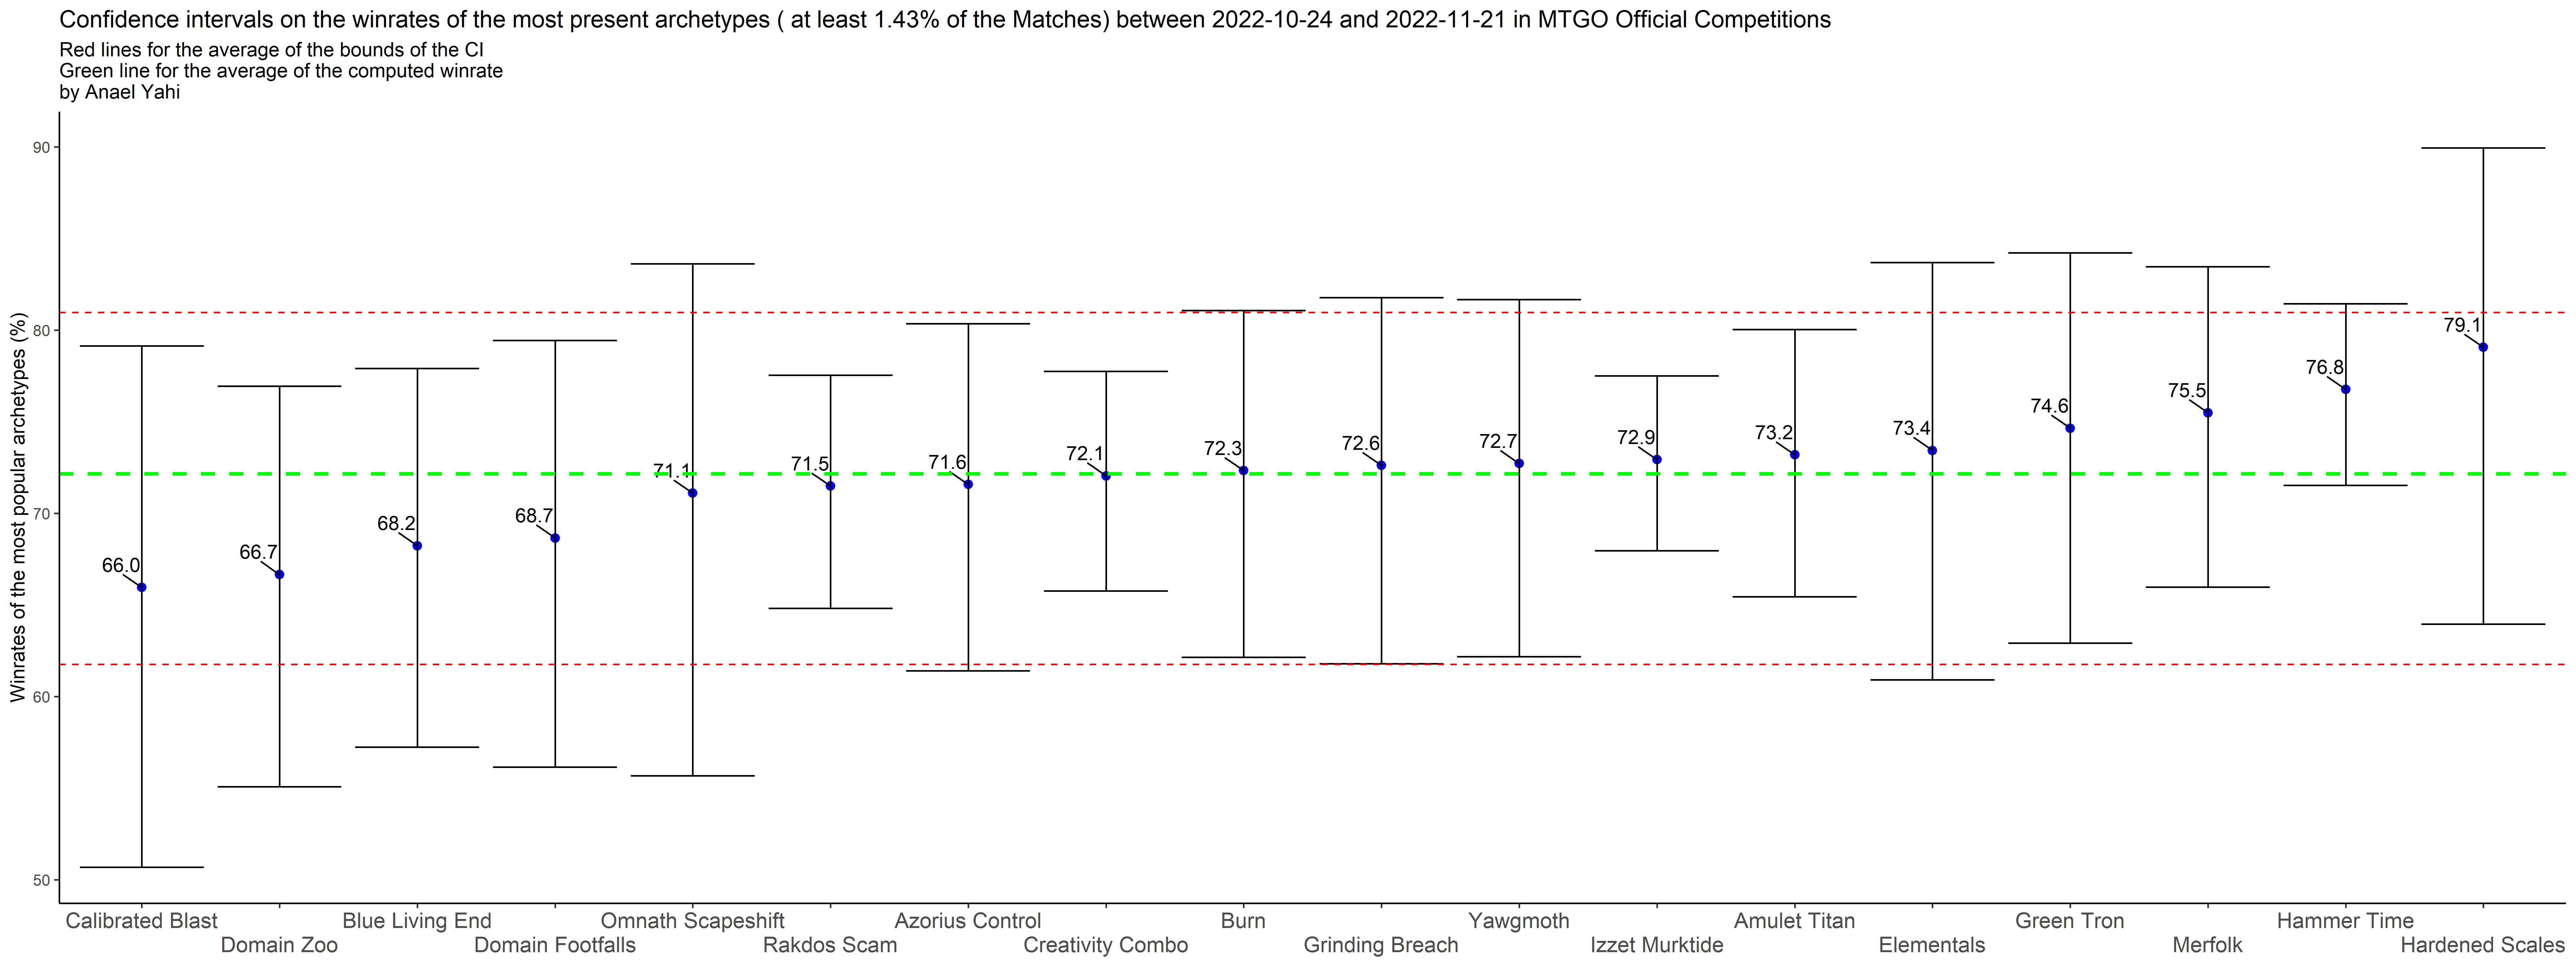 Confidence intervals on the winrates of the most present archetypes ( at least 1.43% of the Matches) between 2022-10-24 and 2022-11-21 in MTGO Official Competitions
Red lines for the average of the bounds of the CI
Green line for the average of the computed winrate
by Anael Yahi
Winrates of the most popular archetypes (%)
90
80
70
60
50
66.0
66.7
68.2
68.7
71.1
71.5
71.6
72.1
72.3
72.6
72.7
72.9
73.2
73.4
74.6
75.5
76.8
79.1
Calibrated Blast
Domain Zoo
Blue Living End
Domain Footfalls
Omnath Scapeshift
Rakdos Scam
Azorius Control
Creativity Combo
Burn
Grinding Breach
Yawgmoth
Izzet Murktide
Amulet Titan
Elementals
Green Tron
Merfolk
Hammer Time
Hardened Scales